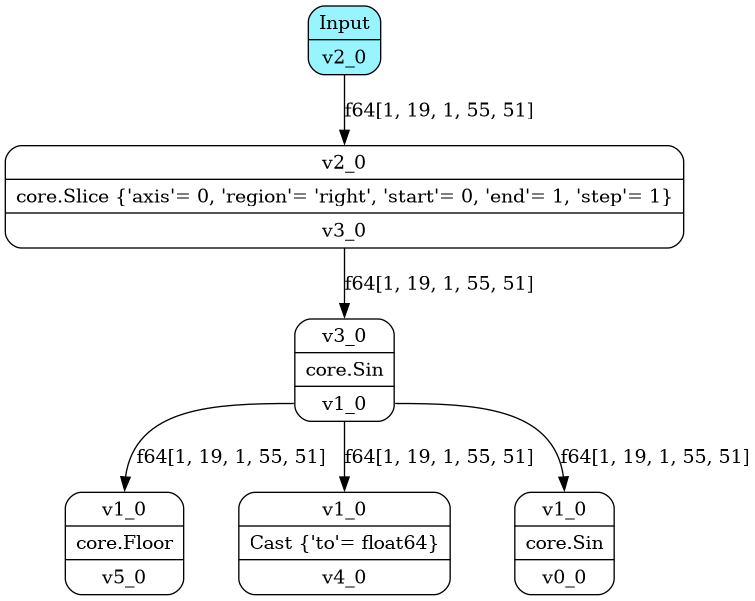 Input
v2_0
f64[1, 19, 1, 55, 51]
v2_0
core.Slice {'axis'= 0, 'region'= 'right', 'start'= 0, 'end'= 1, 'step'= 1}
v3_0
f64[1, 19, 1, 55, 51]
v3_0
core.Sin
v1_0
f64[1, 19, 1, 55, 51] f64[1, 19, 1, 55, 51] f64[1, 19, 1, 55, 51]
v1_0 v1_0 v1_0
core.Floor Cast {'to'= float64} core.Sin
v5_0 v4_0 v0_0